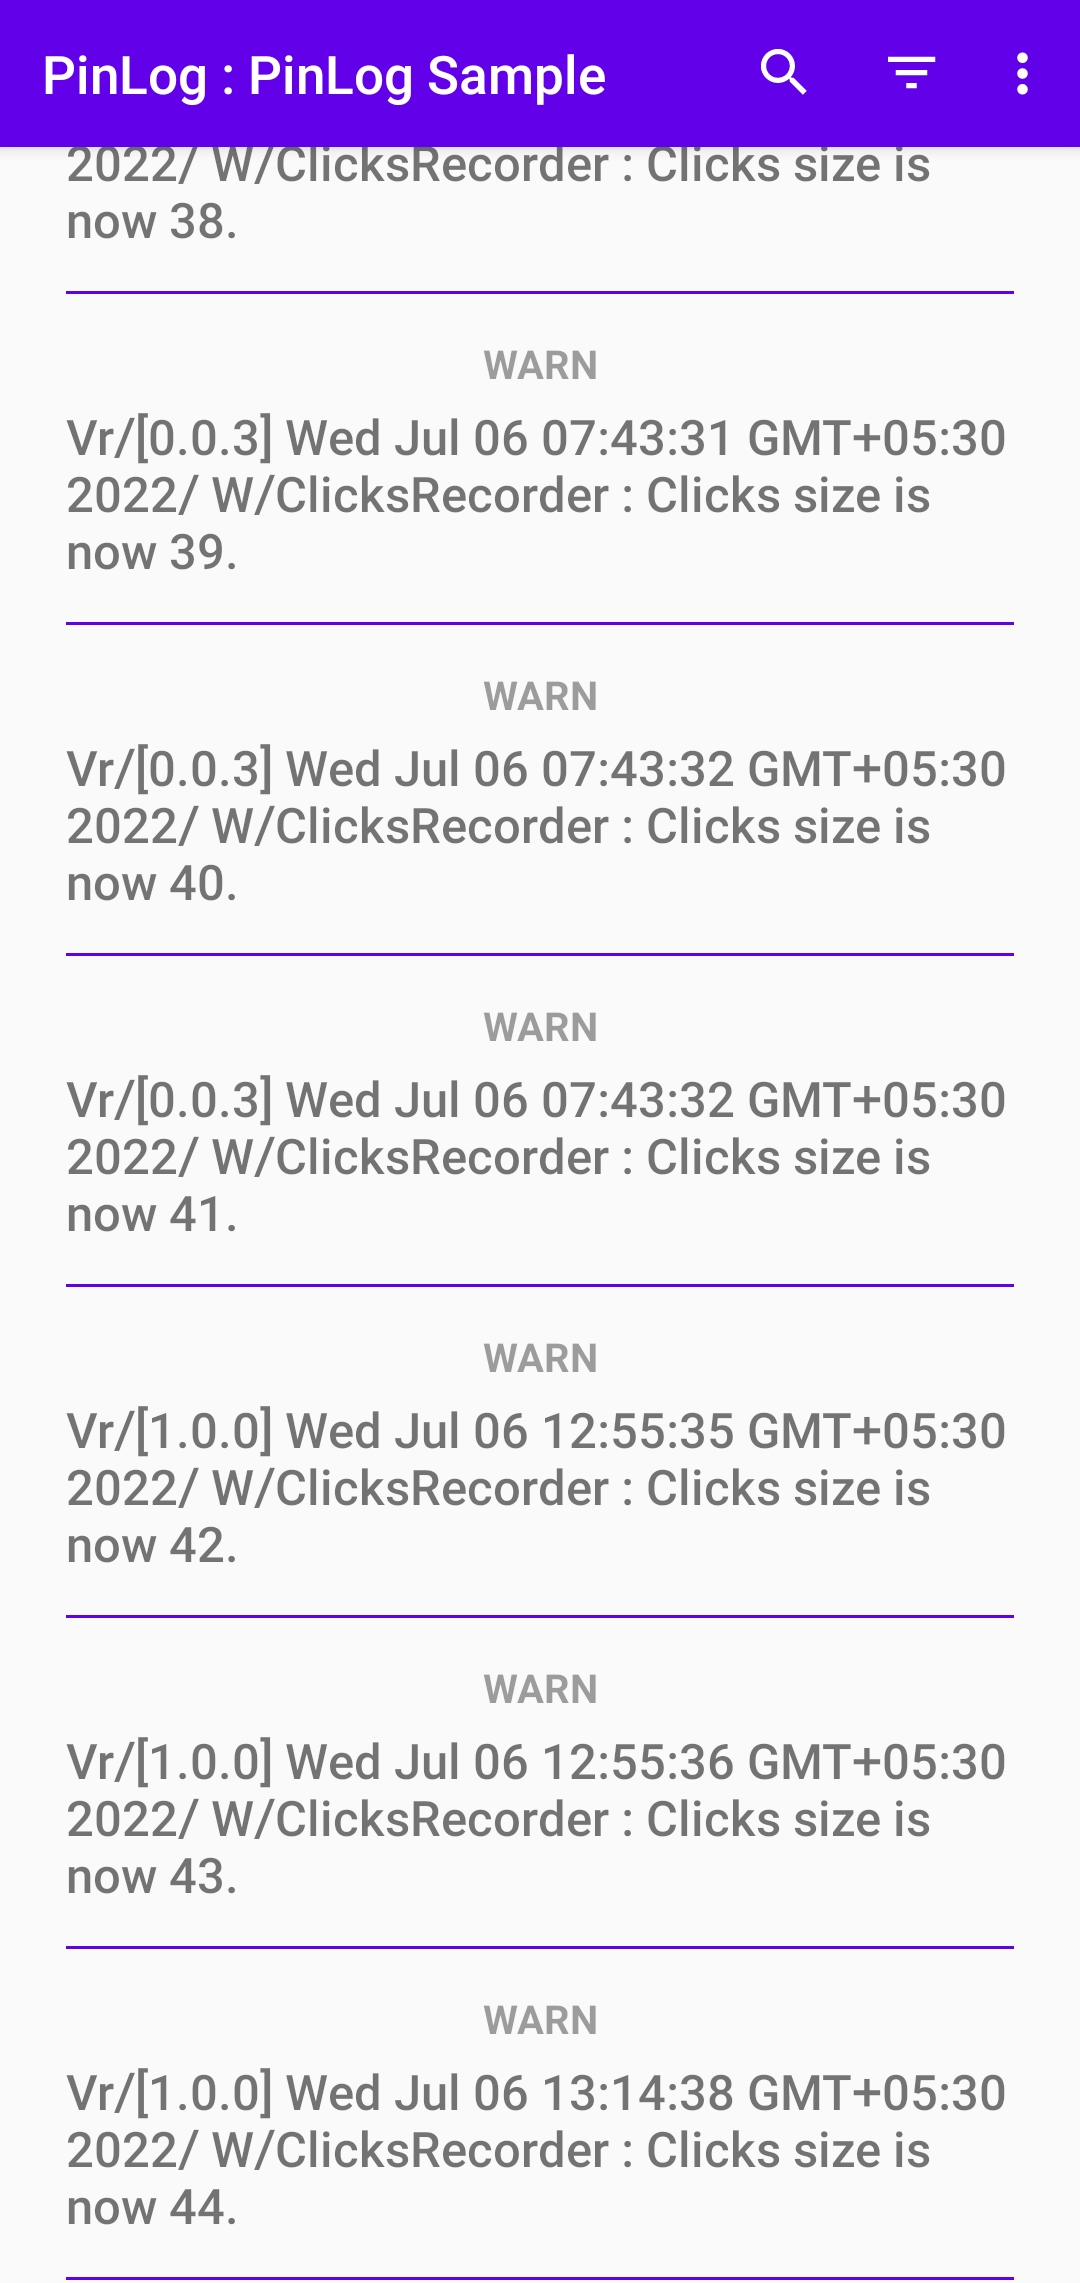 PinLog : PinLog Sample
2022/ W/ClicksRecorder : Clicks size is
now 38.
WARN
Vr/[0.0.3] Wed Jul 06 07:43:31 GMT+05:30
2022/ W/ClicksRecorder : Clicks size is
now 39.
WARN
Vr/[0.0.3] Wed Jul 06 07:43:32 GMT+05:30
2022/ W/ClicksRecorder : Clicks size is
now 40.
WARN
Vr/[0.0.3] Wed Jul 06 07:43:32 GMT+05:30
2022/ W/ClicksRecorder : Clicks size is
now 41.
WARN
Vr/[1.0.0] Wed Jul 06 12:55:35 GMT+05:30
2022/ W/ClicksRecorder : Clicks size is
now 42.
WARN
Vr/[1.0.0] Wed Jul 06 12:55:36 GMT+05:30
2022/ W/ClicksRecorder : Clicks size is
now 43.
WARN
Vr/[1.0.0] Wed Jul 06 13:14:38 GMT+05:30
2022/ W/ClicksRecorder : Clicks size is
now 44.